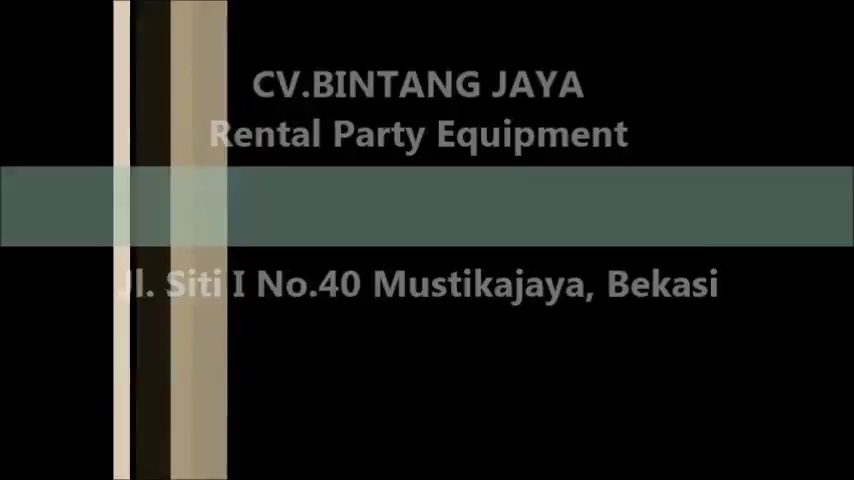 CV.BINTANG JAYA
Rental Party Equipment
Jl. Siti I No.40 Mustikajaya, Bekasi